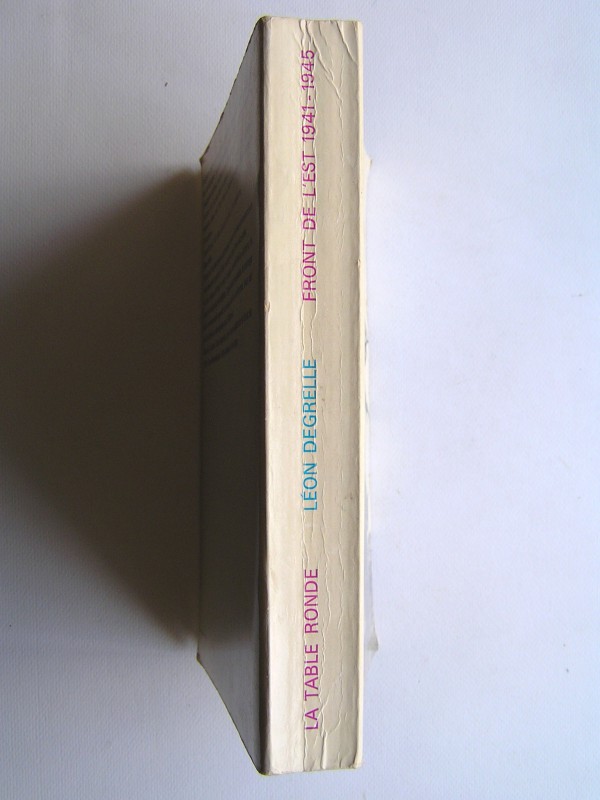 LA TABLE RONDE LÉON DEGRELLE FRONT DE L'EST 1941-1945